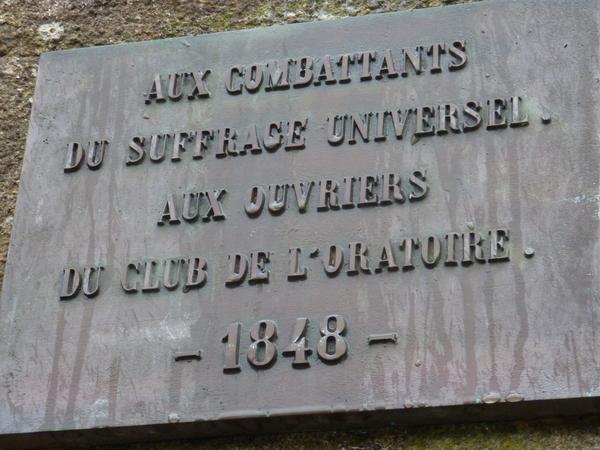 AUX COMBATTANTS
DU SUFFRAGE UNIVERSEL.
AUX OUVRIERS
DU CLUB DE L'ORATOIRE.
- 1848 -